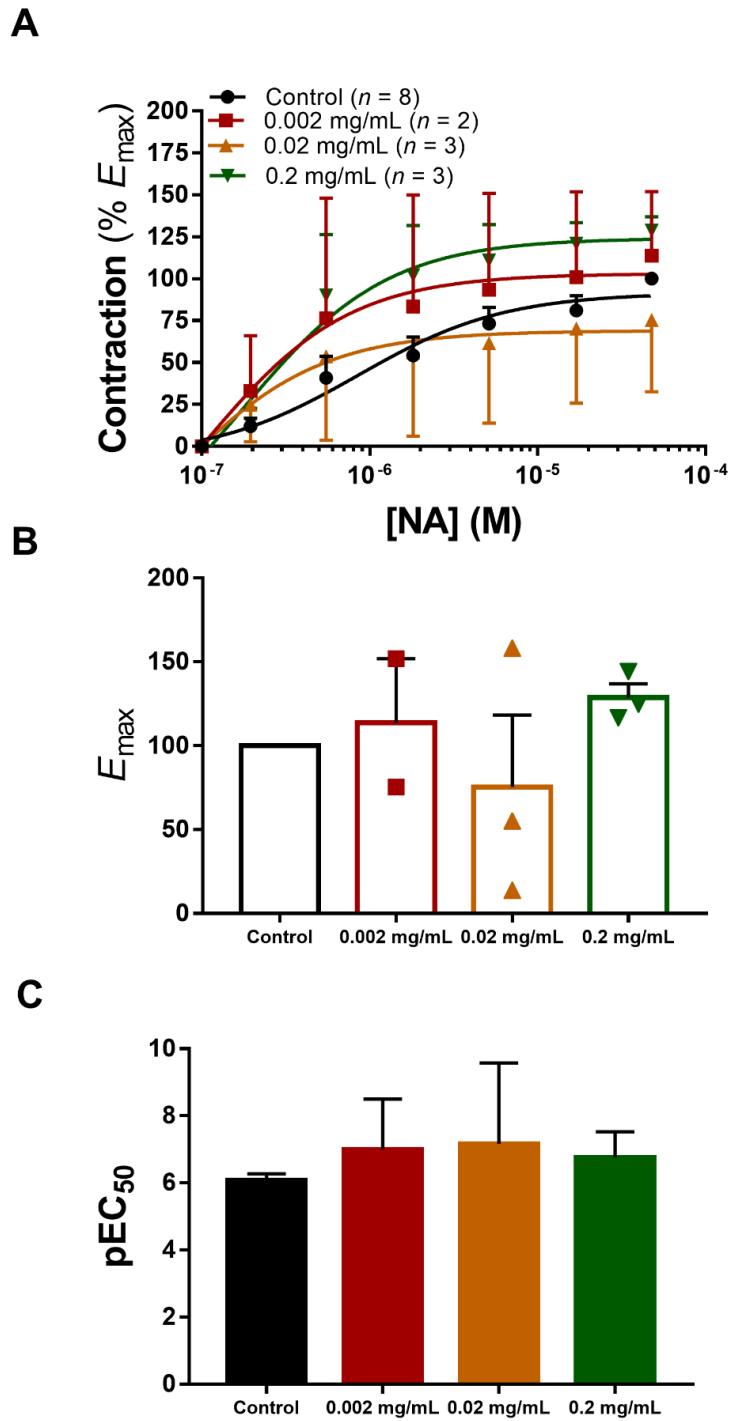 A
Control (n = 8)
0.002 mg/mL (n = 2)
0.02 mg/mL (n = 3)
0.2 mg/mL (n = 3)
Contraction (% Emax)
200
175
150
125
100
75
50
25
0
10-7
10-6
10-5
10-4
[NA] (M)
B
Emax
200
150
100
50
0
Control
0.002 mg/mL
0.02 mg/mL
0.2 mg/mL
C
pEC50
10
8
6
4
2
0
Control
0.002 mg/mL
0.02 mg/mL
0.2 mg/mL